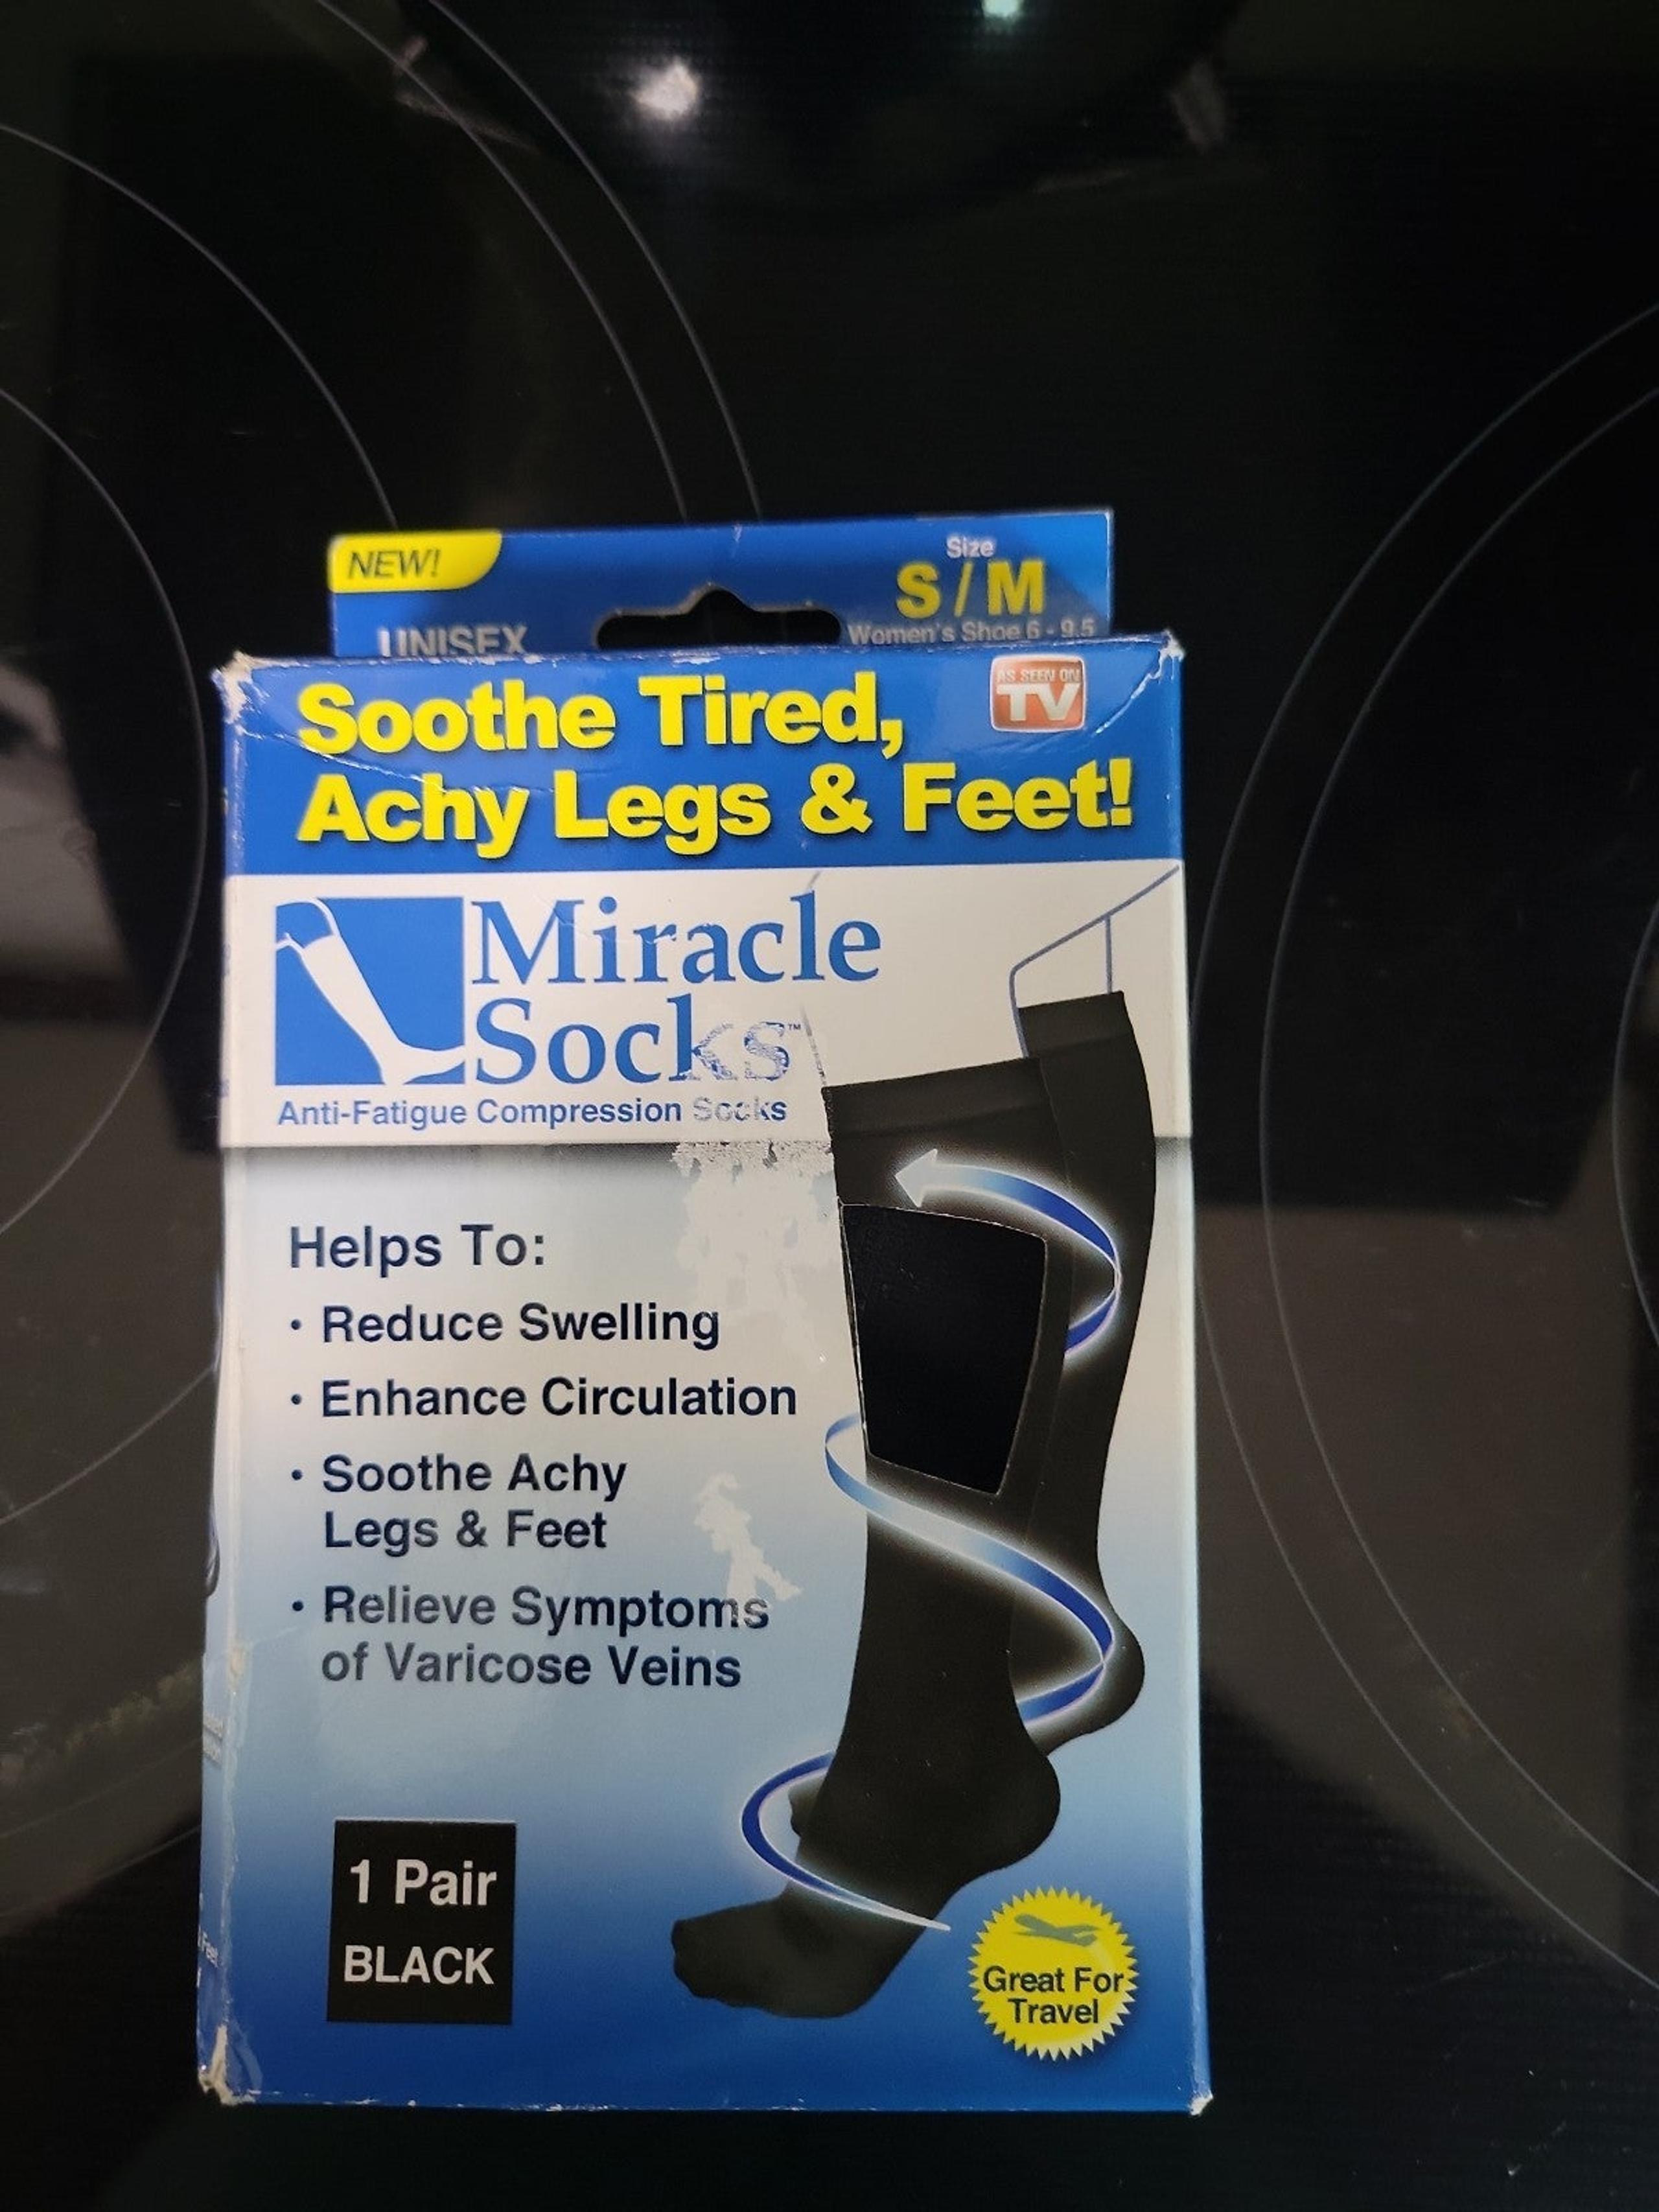 NEW!
UNISEX
Size
S / M
Women's Shoe 6 - 9.5
AS SEEN ON
TV
Soothe Tired,
Achy Legs & Feet!
Miracle
Socks™
Anti-Fatigue Compression Socks
Helps To:
· Reduce Swelling
· Enhance Circulation
· Soothe Achy
Legs & Feet
· Relieve Symptoms
of Varicose Veins
1 Pair
BLACK
Great For
Travel